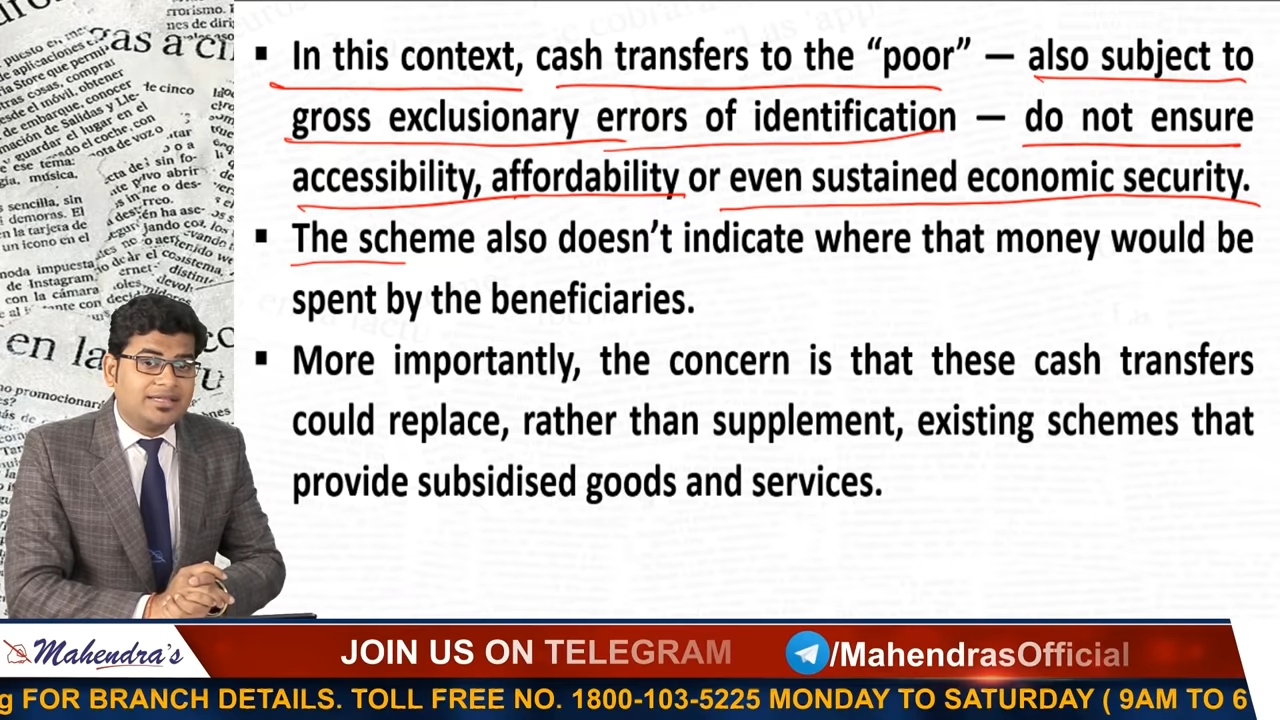 ▪ In this context, cash transfers to the “poor” — also subject to
gross exclusionary errors of identification — do not ensure
accessibility, affordability or even sustained economic security.
▪ The scheme also doesn’t indicate where that money would be
spent by the beneficiaries.
▪ More importantly, the concern is that these cash transfers
could replace, rather than supplement, existing schemes that
provide subsidised goods and services.
Mahendra's
JOIN US ON TELEGRAM
/MahendrasOfficial
g FOR BRANCH DETAILS. TOLL FREE NO. 1800-103-5225 MONDAY TO SATURDAY ( 9AM TO 6